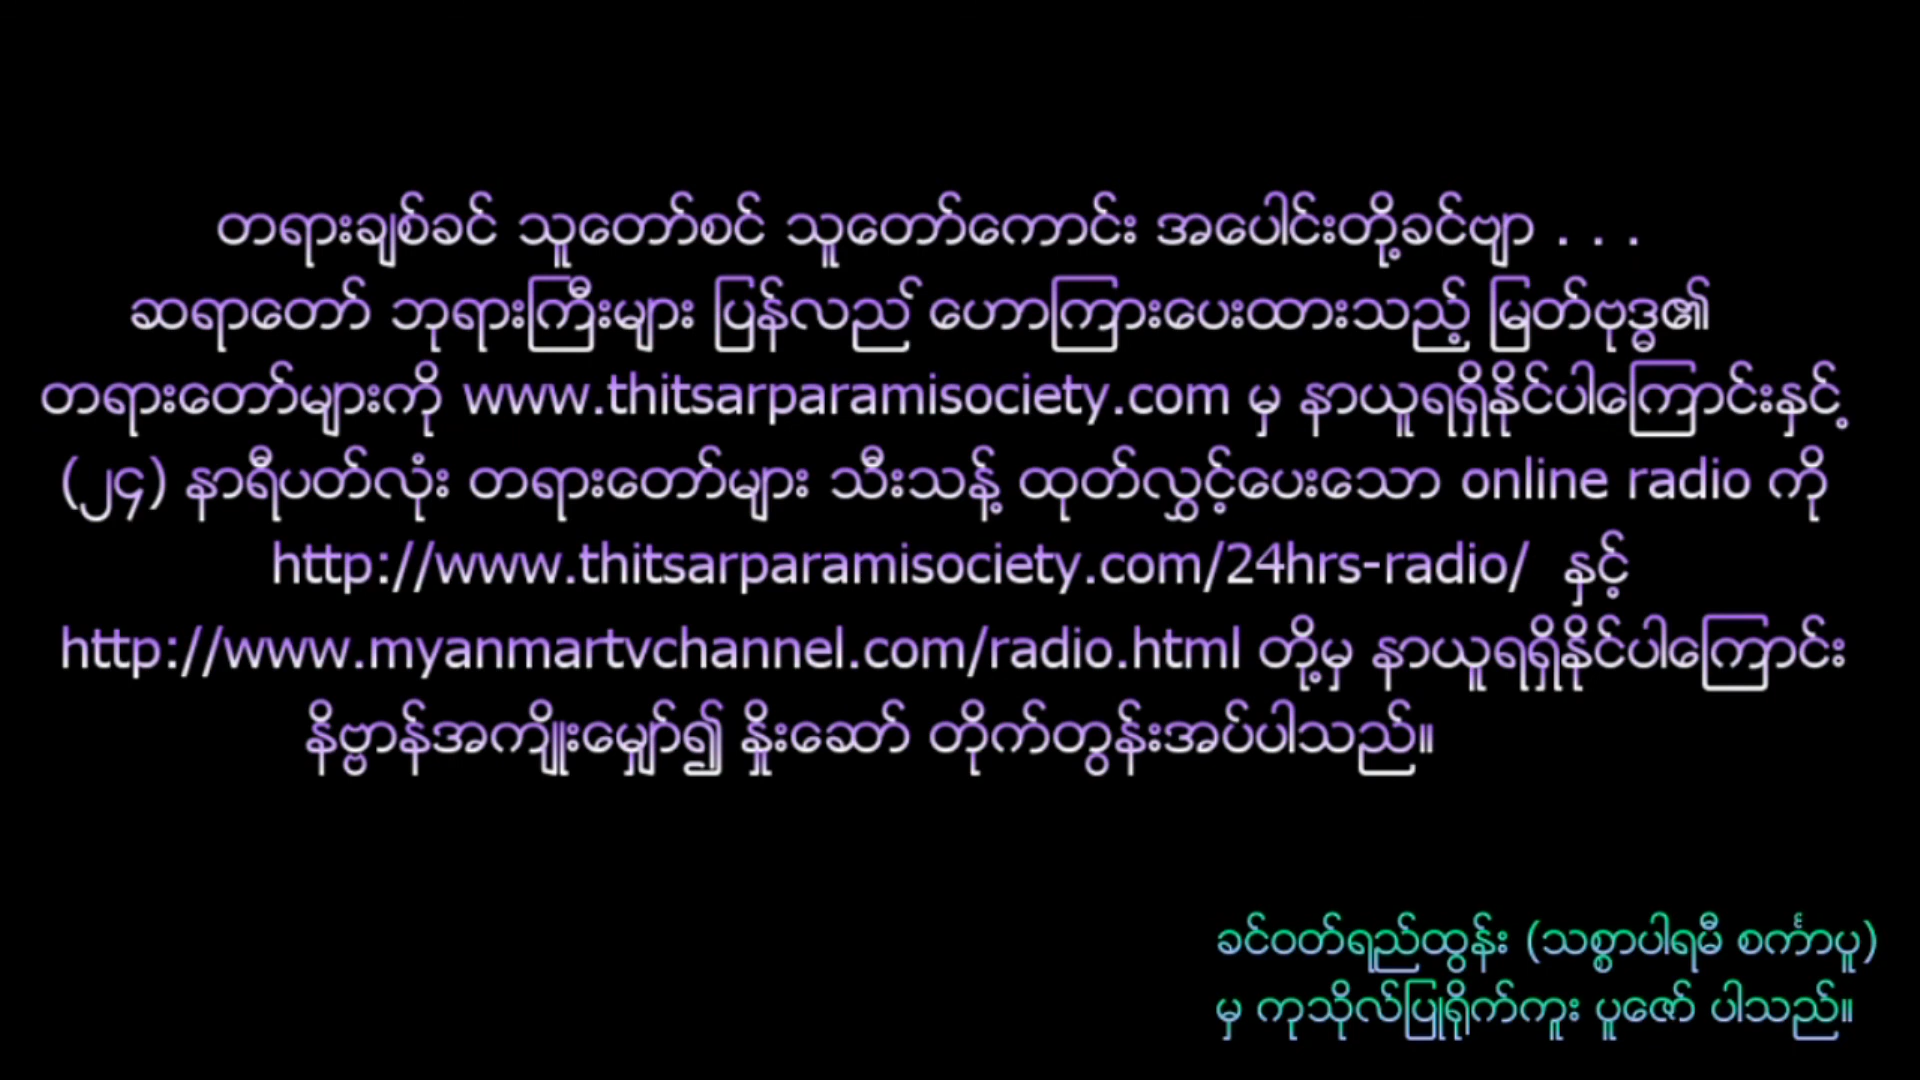 တရားချစ်ခင် သူတော်စင် သူတော်ကောင်း အပေါင်းတို့ခင်ဗျာ . . .
ဆရာတော် ဘုရားကြီးများ ပြန်လည် ဟောကြားပေးထားသည့် မြတ်ဗုဒ္ဓ၏
တရားတော်များကို www.thitsarparamisociety.com မှ နာယူရရှိနိုင်ပါကြောင်းနှင့်
(၂၄) နာရီပတ်လုံး တရားတော်များ သီးသန့် ထုတ်လွှင့်ပေးသော online radio ကို
http://www.thitsarparamisociety.com/24hrs-radio/ နှင့်
http://www.myanmartvchannel.com/radio.html တို့မှ နာယူရရှိနိုင်ပါကြောင်း
နိဗ္ဗာန်အကျိုးမျှော်၍ နှိုးဆော် တိုက်တွန်းအပ်ပါသည်။
ခင်ဝတ်ရည်ထွန်း (သစ္စာပါရမီ စင်္ကာပူ)
မှ ကုသိုလ်ပြုရိုက်ကူး ပူဇော် ပါသည်။